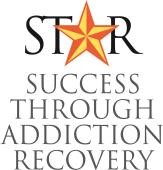 STAR
SUCCESS
THROUGH
ADDICTION
RECOVERY